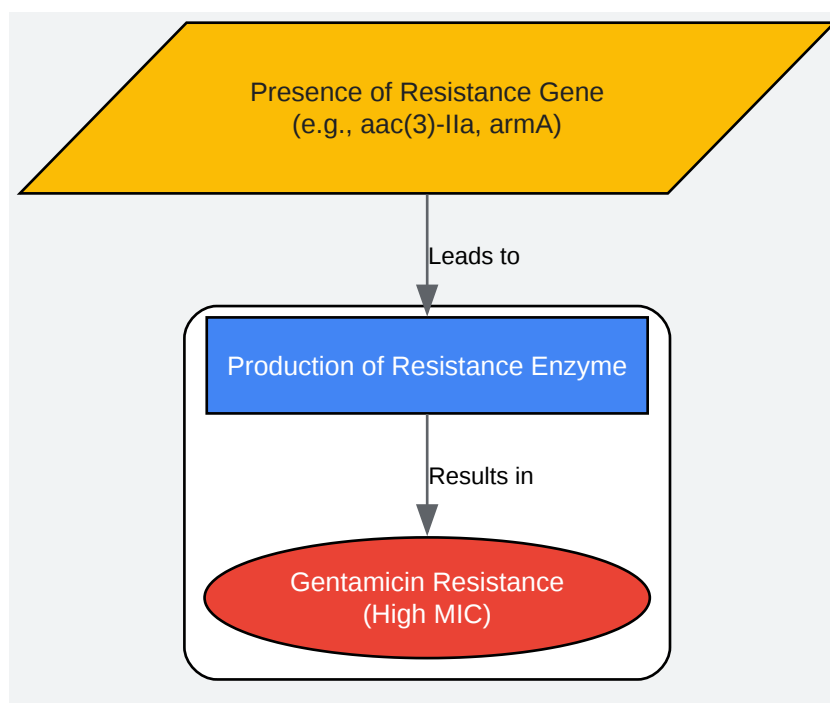 Presence of Resistance Gene
(e.g., aac(3)-IIa, armA)
Leads to
Production of Resistance Enzyme
Results in
Gentamicin Resistance
(High MIC)